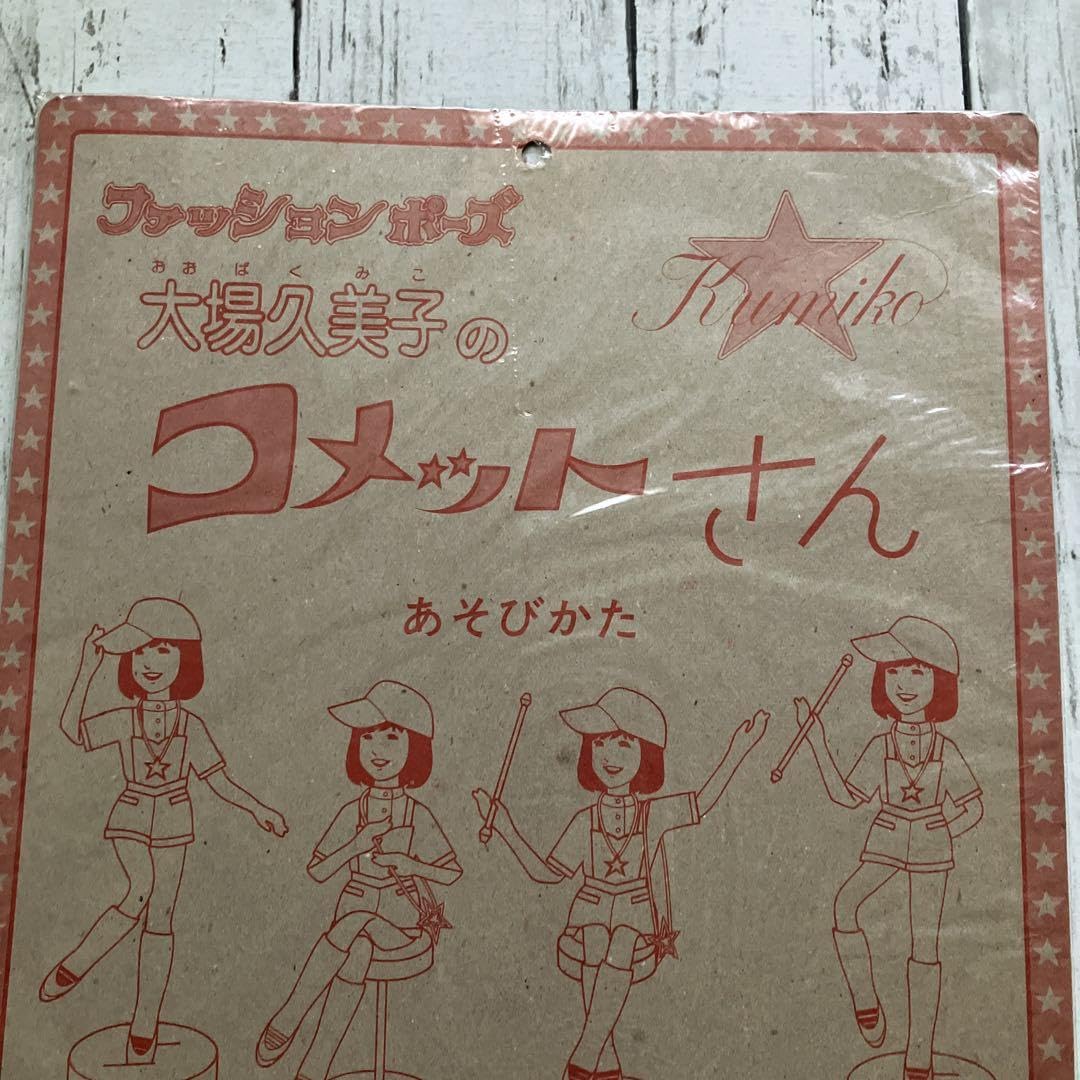 ファッションポーズ
Kumiko
おおばくみこ
大場久美子の
コメットさん
あそびかた